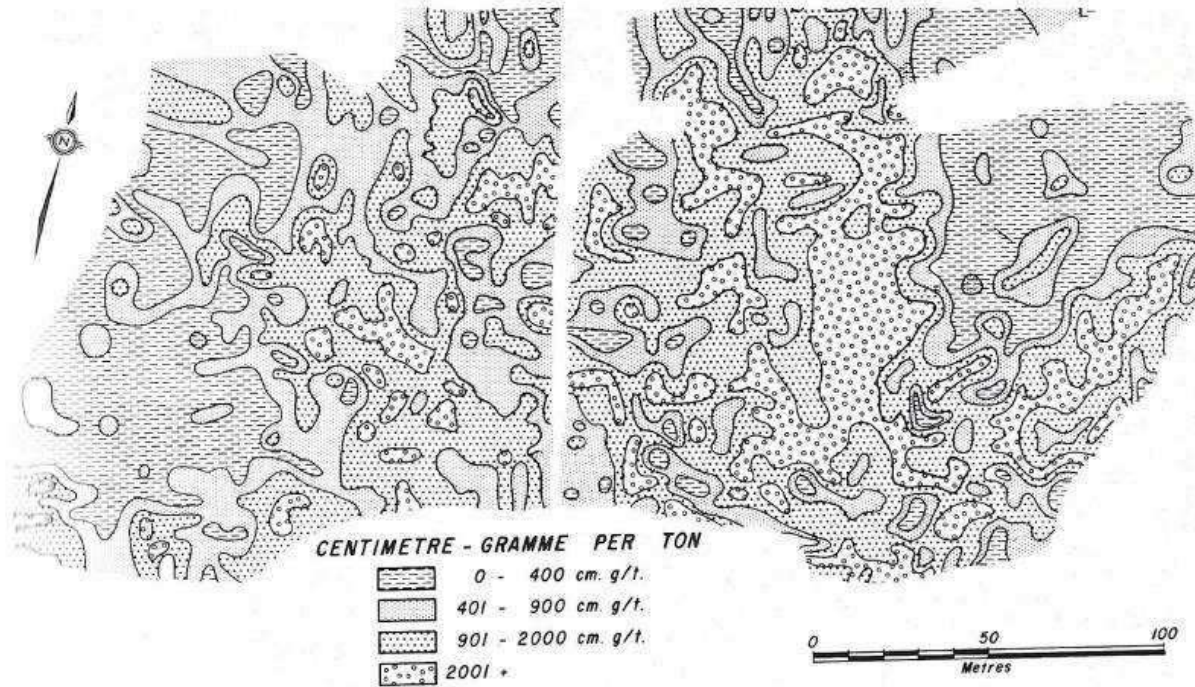 N
CENTIMETRE - GRAMME PER TON
0 - 400 cm. g/t.
401 - 900 cm. g/t.
901 - 2000 cm. g/t.
2001 +
0 50 100
Metres